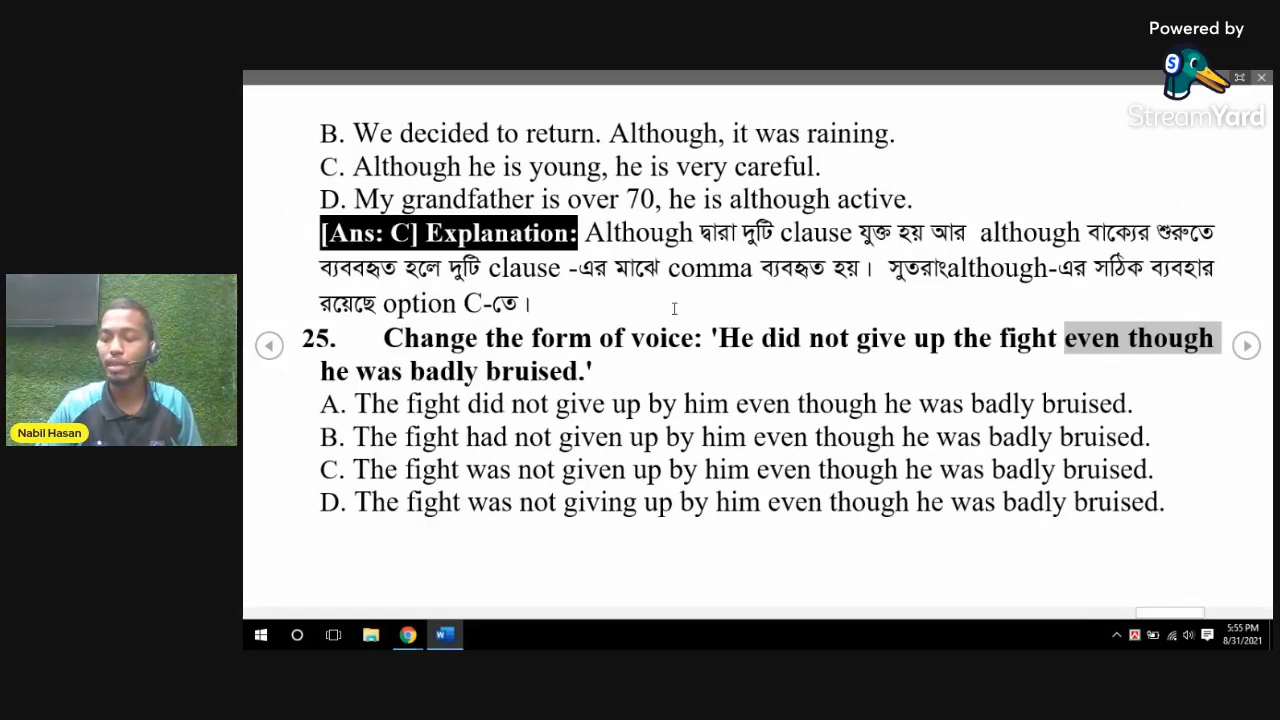 Powered by
S
StreamYard
B. We decided to return. Although, it was raining.
C. Although he is young, he is very careful.
D. My grandfather is over 70, he is although active.
[Ans: C] Explanation: Although দ্বারা দুটি clause যুক্ত হয় আর although বাক্যের শুরুতে
ব্যববহৃত হলে দুটি clause -এর মাঝে comma ব্যবহৃত হয়। সুতরাংalthough-এর সঠিক ব্যবহার
রয়েছে option C-তে।
25. Change the form of voice: 'He did not give up the fight even though
he was badly bruised.'
A. The fight did not give up by him even though he was badly bruised.
B. The fight had not given up by him even though he was badly bruised.
C. The fight was not given up by him even though he was badly bruised.
D. The fight was not giving up by him even though he was badly bruised.
Nabil Hasan
5:55 PM
8/31/2021